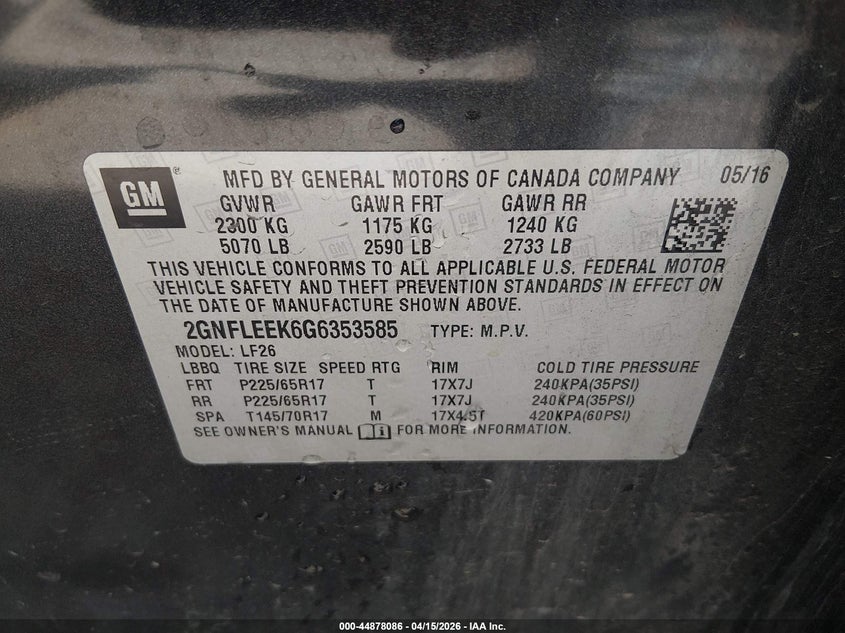 GM® MFD BY GENERAL MOTORS OF CANADA COMPANY 05/16
GVWR GAWR FRT GAWR RR
2300 KG 1175 KG 1240 KG
5070 LB 2590 LB 2733 LB
THIS VEHICLE CONFORMS TO ALL APPLICABLE U.S. FEDERAL MOTOR
VEHICLE SAFETY AND THEFT PREVENTION STANDARDS IN EFFECT ON
THE DATE OF MANUFACTURE SHOWN ABOVE.
2GNFLEEK6G6353585 TYPE: M.P.V.
MODEL: LF26
LBBQ TIRE SIZE SPEED RTG RIM COLD TIRE PRESSURE
FRT P225/65R17 T 17X7J 240KPA(35PSI)
RR P225/65R17 T 17X7J 240KPA(35PSI)
SPA T145/70R17 M 17X4.5T 420KPA(60PSI)
SEE OWNER'S MANUAL FOR MORE INFORMATION.
000-44878086 - 04/15/2026 - IAA Inc.